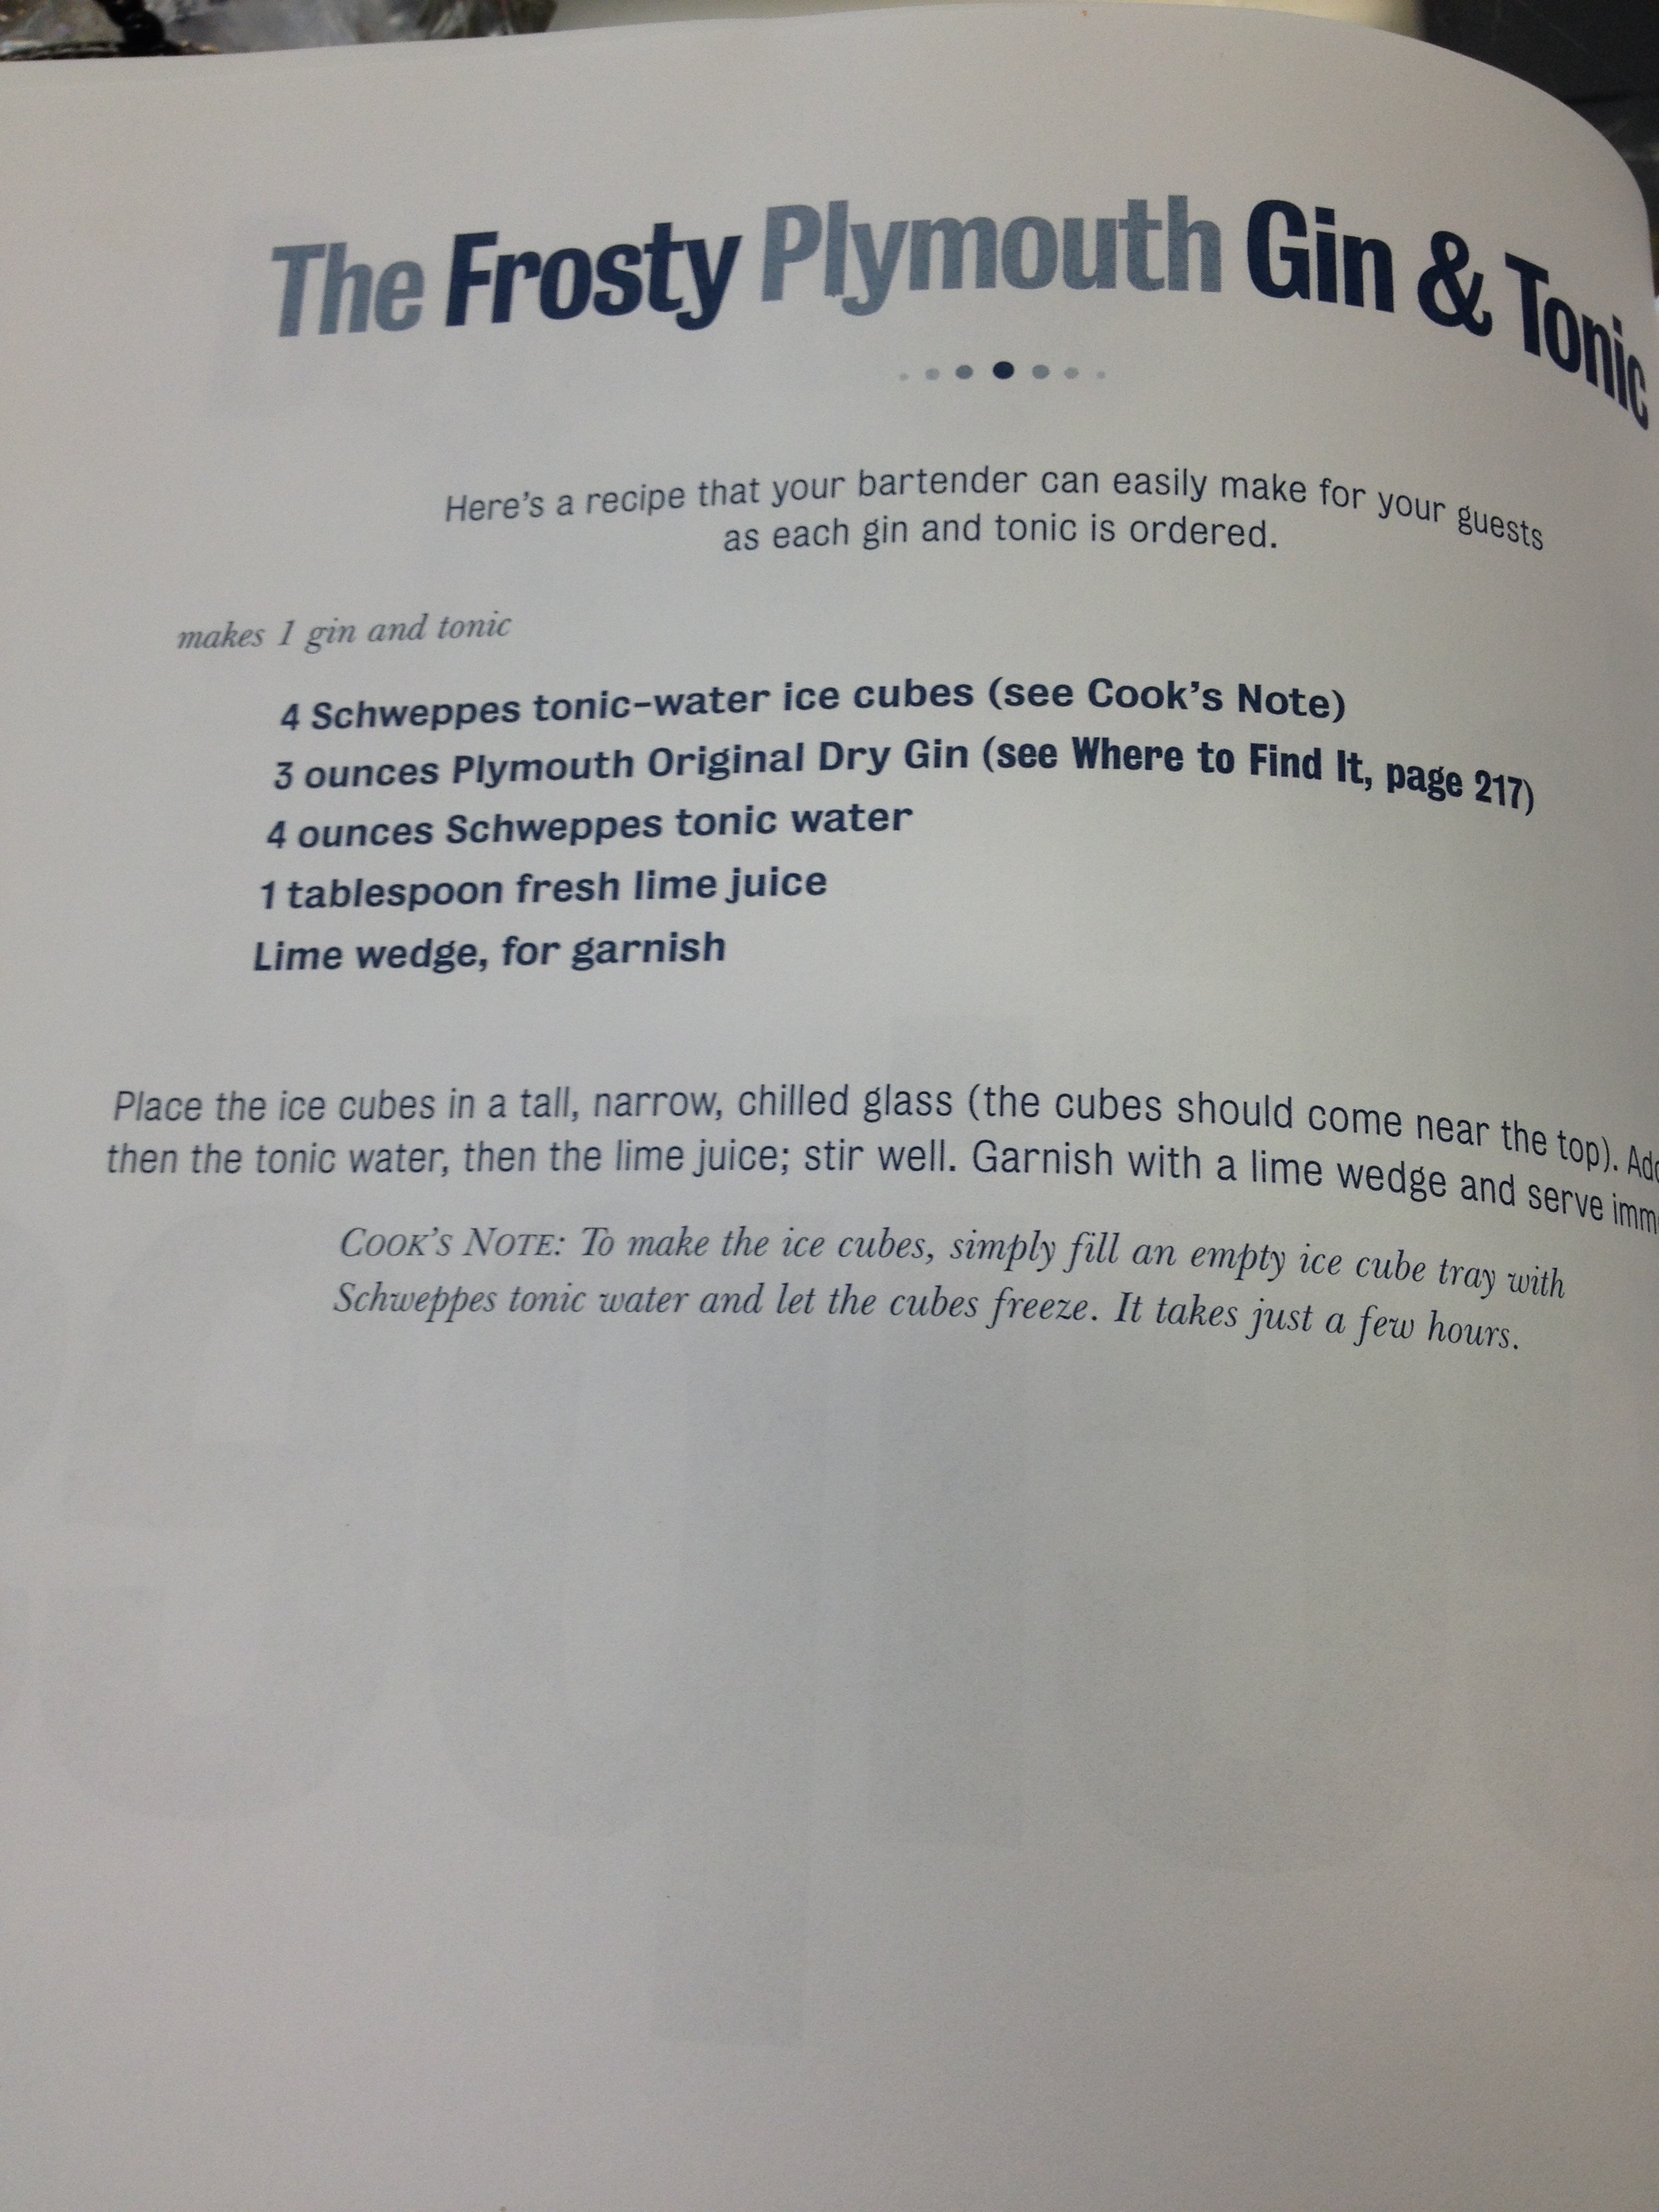 The Frosty Plymouth Gin & Tonic
Here's a recipe that your bartender can easily make for your guests
as each gin and tonic is ordered.
makes 1 gin and tonic
4 Schweppes tonic-water ice cubes (see Cook's Note)
3 ounces Plymouth Original Dry Gin (see Where to Find It, page 217)
4 ounces Schweppes tonic water
1 tablespoon fresh lime juice
Lime wedge, for garnish
Place the ice cubes in a tall, narrow, chilled glass (the cubes should come near the top).
then the tonic water, then the lime juice; stir well. Garnish with a lime wedge and serve
COOK'S NOTE: To make the ice cubes, simply fill an empty ice cube tray with
Schweppes tonic water and let the cubes freeze. It takes just a few hours.